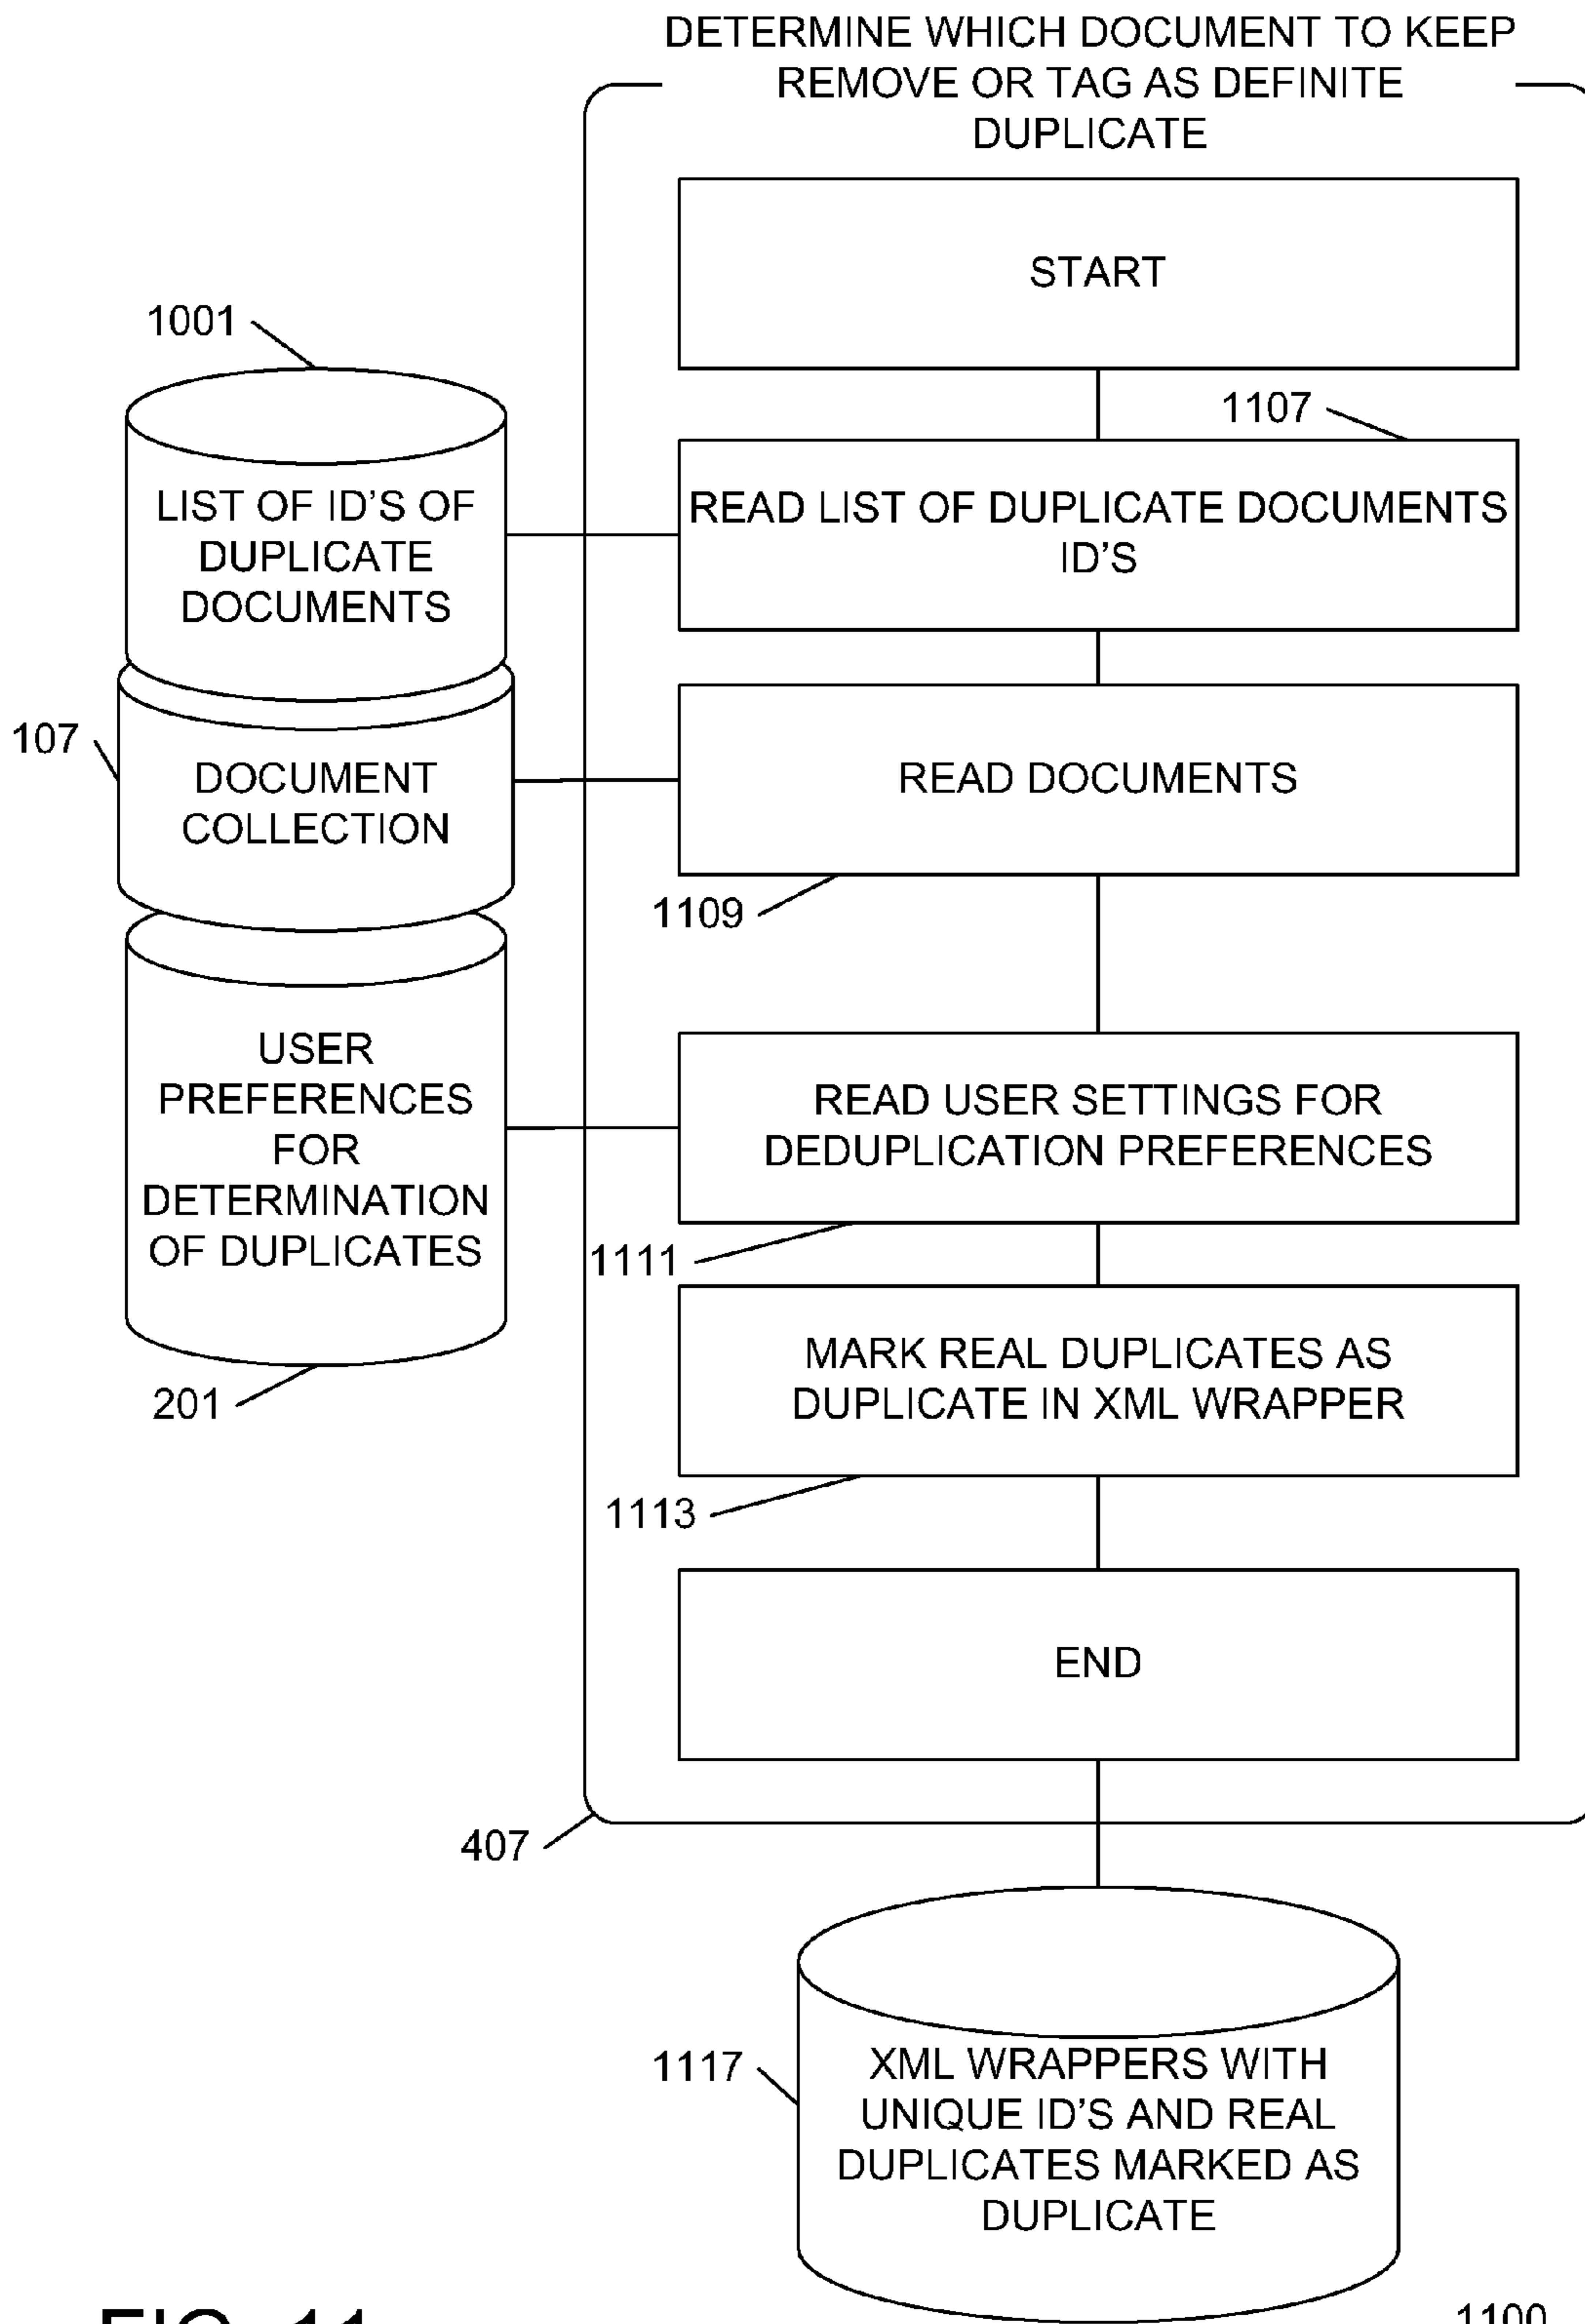 DETERMINE WHICH DOCUMENT TO KEEP
REMOVE OR TAG AS DEFINITE
DUPLICATE
START
1001
1107
LIST OF ID'S OF
DUPLICATE
DOCUMENTS
READ LIST OF DUPLICATE DOCUMENTS
ID'S
107
DOCUMENT
COLLECTION
READ DOCUMENTS
1109
USER
PREFERENCES
FOR
DETERMINATION
OF DUPLICATES
READ USER SETTINGS FOR
DEDUPLICATION PREFERENCES
1111
201
MARK REAL DUPLICATES AS
DUPLICATE IN XML WRAPPER
1113
END
407
1117
XML WRAPPERS WITH
UNIQUE ID'S AND REAL
DUPLICATES MARKED AS
DUPLICATE
FIG. 11
1100